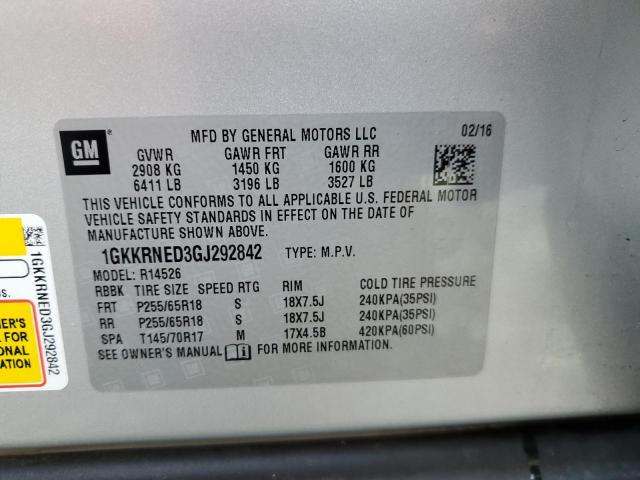 GM
MFD BY GENERAL MOTORS LLC
02/16
GVWR GAWR FRT GAWR RR
2908 KG 1450 KG 1600 KG
6411 LB 3196 LB 3527 LB
THIS VEHICLE CONFORMS TO ALL APPLICABLE U.S. FEDERAL MOTOR
VEHICLE SAFETY STANDARDS IN EFFECT ON THE DATE OF
MANUFACTURE SHOWN ABOVE.
1GKKRNED3GJ292842 TYPE: M.P.V.
MODEL: R14526
RBBK TIRE SIZE SPEED RTG RIM COLD TIRE PRESSURE
FRT P255/65R18 S 18X7.5J 240KPA(35PSI)
RR P255/65R18 S 18X7.5J 240KPA(35PSI)
SPA T145/70R17 M 17X4.5B 420KPA(60PSI)
SEE OWNER'S MANUAL FOR MORE INFORMATION.
1GKKRNED3GJ292842